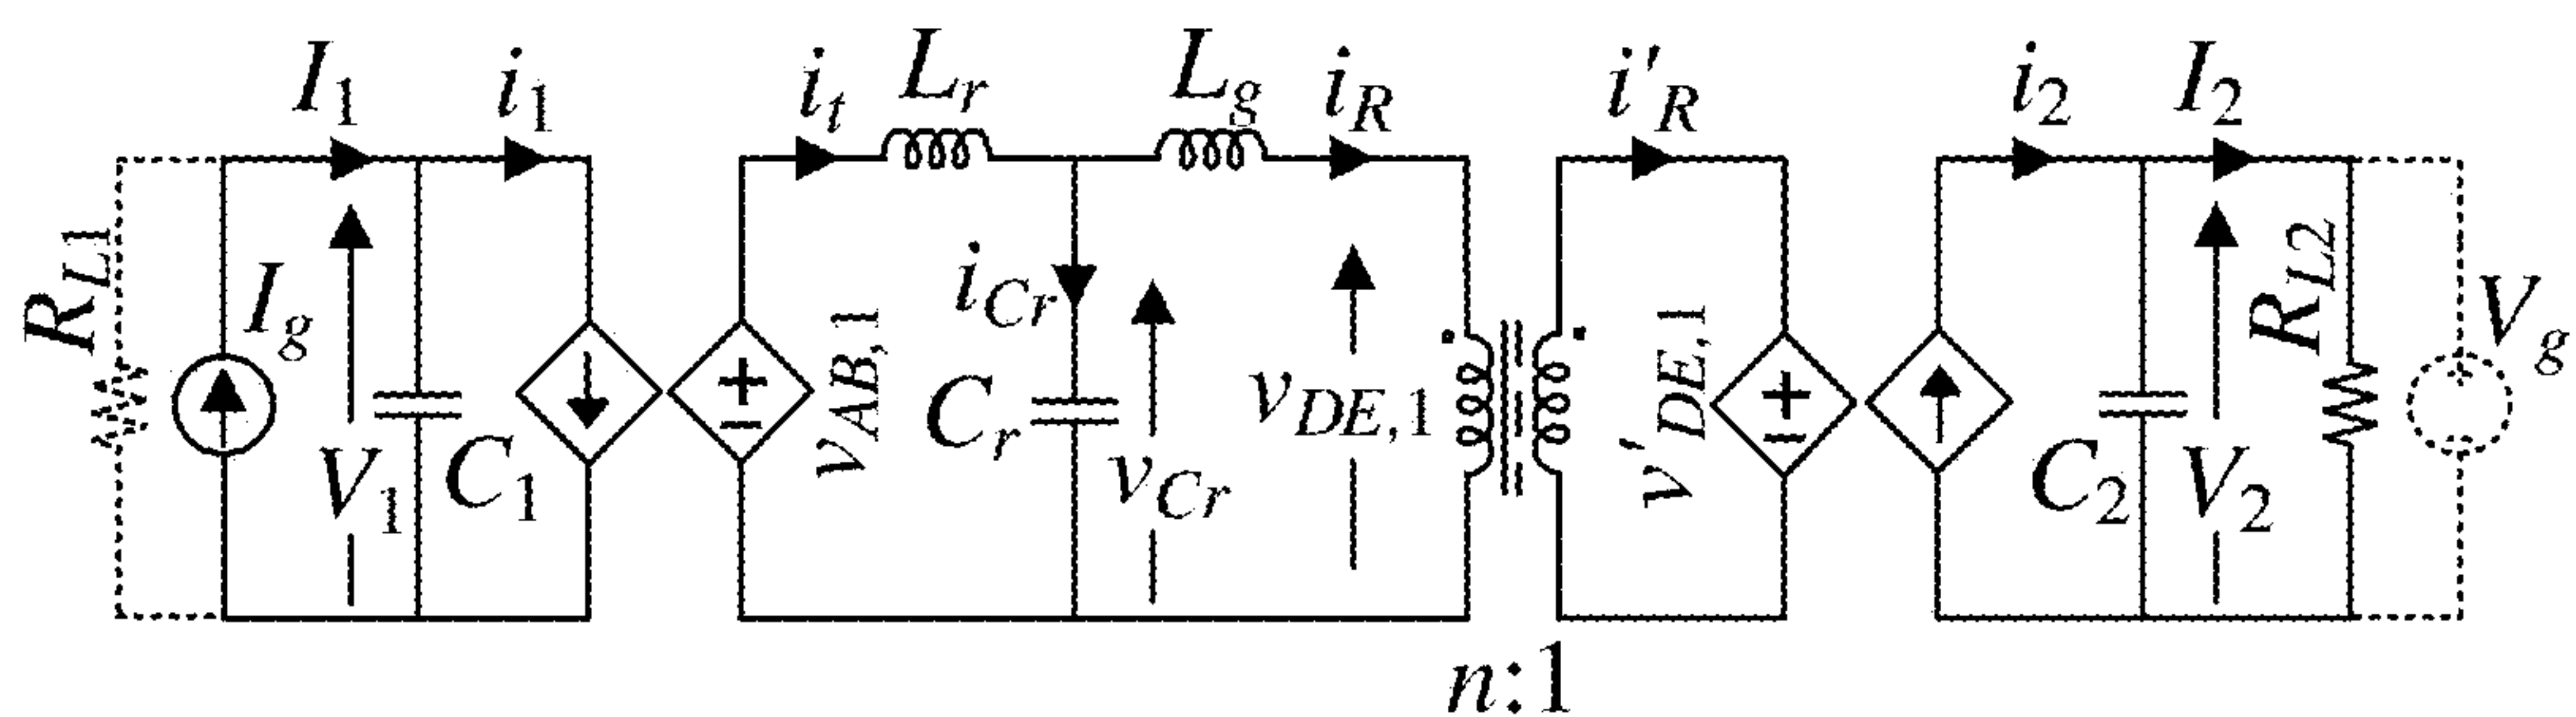 I1 i1 it Lr Lg iR i'R i2 I2
RL1 Ig V1 C1 vAB,1 iCr Cr vCr vDE,1 v'DE,1 C2 V2 RL2 Vg
n:1